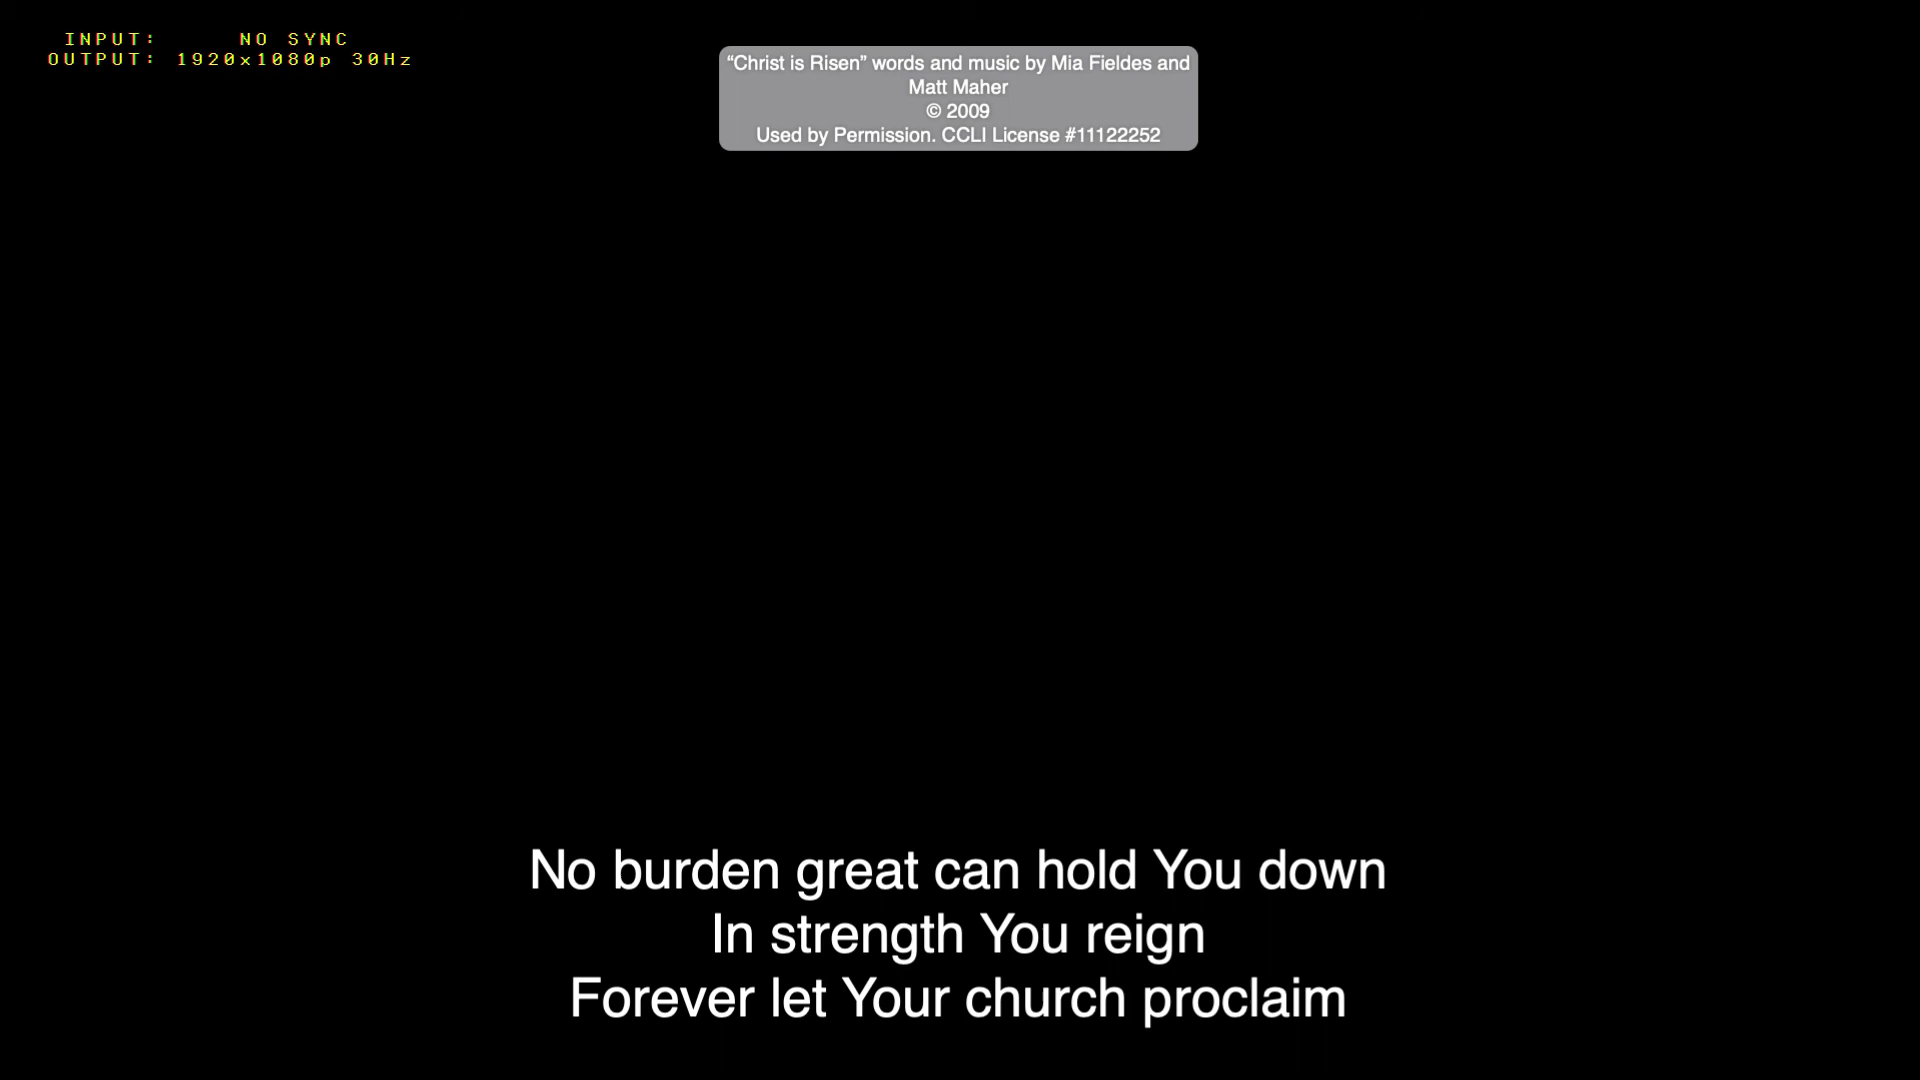 INPUT: NO SYNC
OUTPUT: 1920x1080p 30Hz
“Christ is Risen” words and music by Mia Fieldes and
Matt Maher
© 2009
Used by Permission. CCLI License #11122252
No burden great can hold You down
In strength You reign
Forever let Your church proclaim